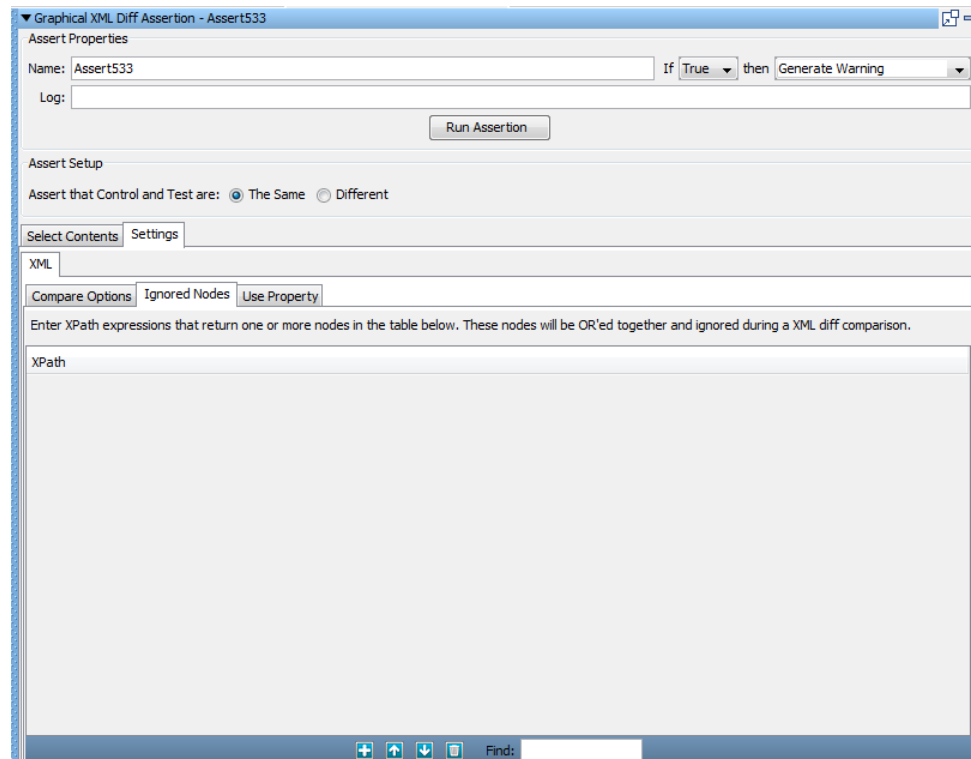 Graphical XML Diff Assertion - Assert533
Assert Properties
Name: Assert533 If True then Generate Warning
Log:
Run Assertion
Assert Setup
Assert that Control and Test are: The Same Different
Select Contents Settings
XML
Compare Options Ignored Nodes Use Property
Enter XPath expressions that return one or more nodes in the table below. These nodes will be OR'ed together and ignored during a XML diff comparison.
XPath
Find: